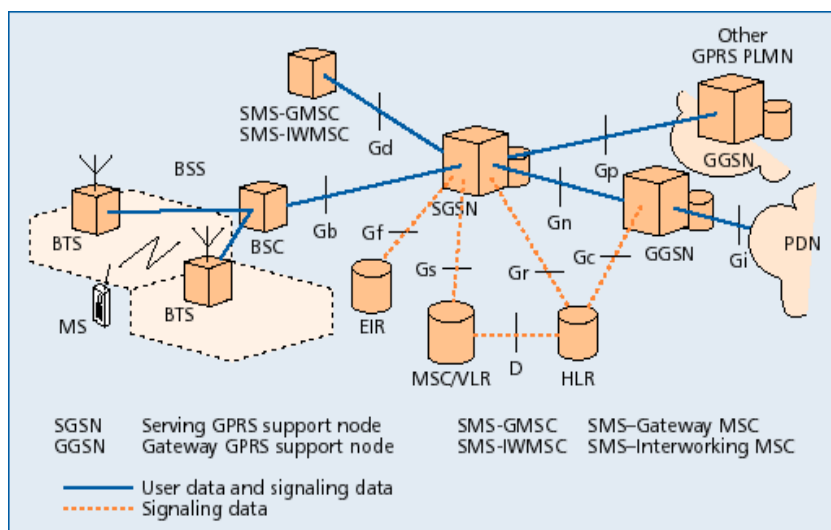 Other
GPRS PLMN
SMS-GMSC
SMS-IWMSC
Gd
BSS
Gp
GGSN
SGSN
BTS
BSC
Gb
Gf
Gn
GGSN
Gi
PDN
Gs
Gr
Gc
MS
BTS
EIR
MSC/VLR
D
HLR
SGSN Serving GPRS support node SMS-GMSC SMS–Gateway MSC
GGSN Gateway GPRS support node SMS-IWMSC SMS–Interworking MSC
User data and signaling data
Signaling data